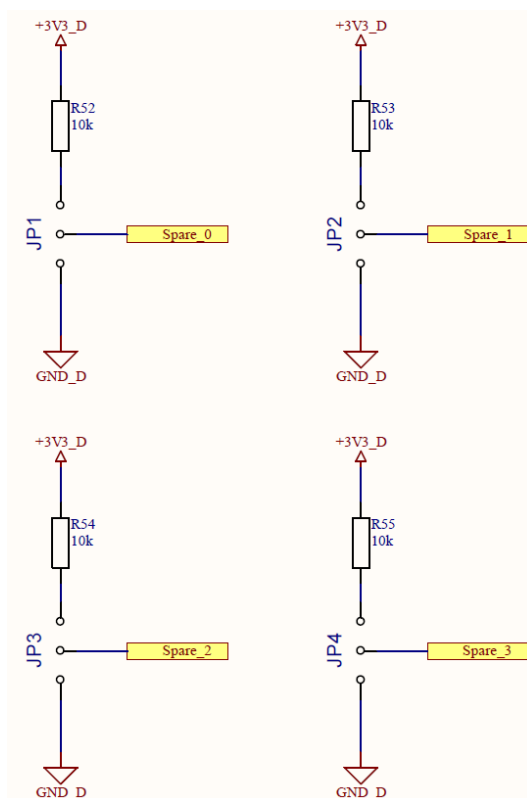 +3V3_D
R52
10k
JP1
Spare_0
GND_D
+3V3_D
R53
10k
JP2
Spare_1
GND_D
+3V3_D
R54
10k
JP3
Spare_2
GND_D
+3V3_D
R55
10k
JP4
Spare_3
GND_D